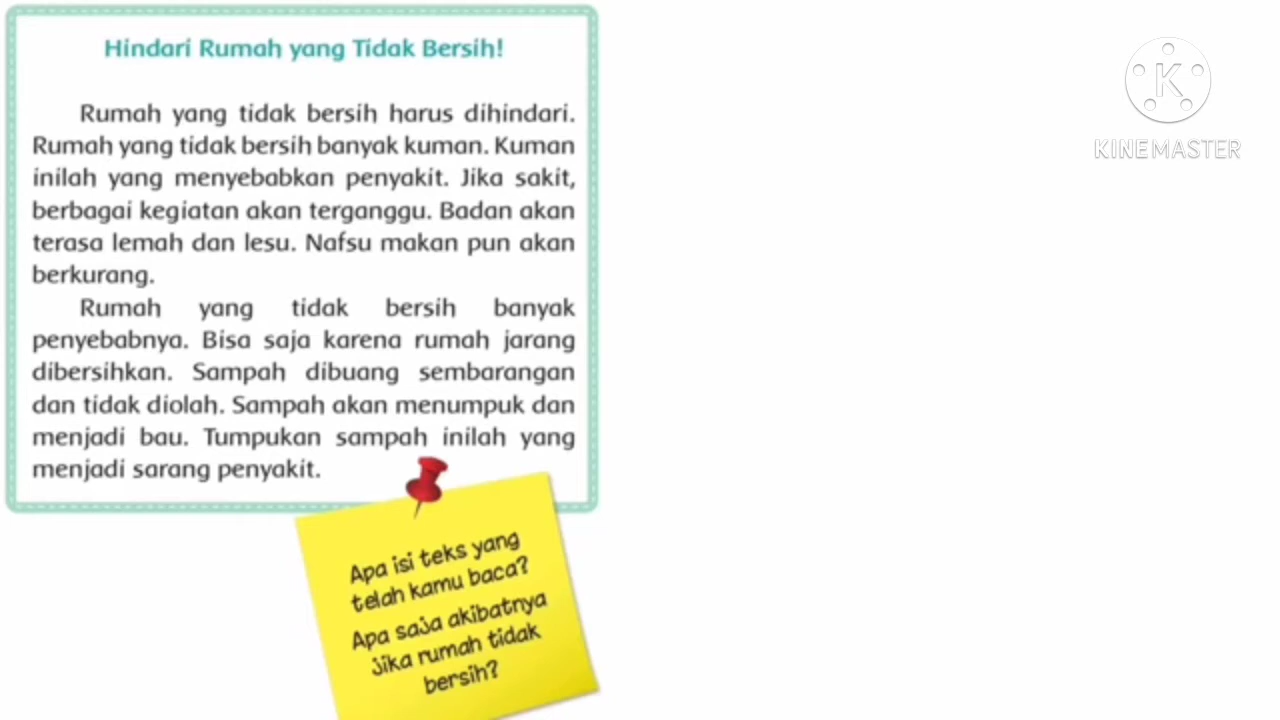 Hindari Rumah yang Tidak Bersih!
Rumah yang tidak bersih harus dihindari.
Rumah yang tidak bersih banyak kuman. Kuman
inilah yang menyebabkan penyakit. Jika sakit,
berbagai kegiatan akan terganggu. Badan akan
terasa lemah dan lesu. Nafsu makan pun akan
berkurang.
Rumah yang tidak bersih banyak
penyebabnya. Bisa saja karena rumah jarang
dibersihkan. Sampah dibuang sembarangan
dan tidak diolah. Sampah akan menumpuk dan
menjadi bau. Tumpukan sampah inilah yang
menjadi sarang penyakit.
Apa isi teks yang
telah kamu baca?
Apa saja akibatnya
jika rumah tidak
bersih?
K
KINEMASTER